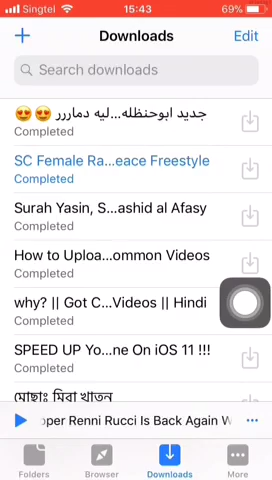 Singtel 15:43 69%
Downloads Edit
Search downloads
جديد ابوحنظله...ليه دماررر 😍 😍
Completed
SC Female Ra...eace Freestyle
Completed
Surah Yasin, S...ashid al Afasy
Completed
How to Uploa...ommon Videos
Completed
why? || Got C...Videos || Hindi
Completed
SPEED UP Yo...ne On iOS 11 !!!
Completed
মোছাঃ মিরা খাতন
oper Renni Rucci Is Back Again W
Folders Browser Downloads More